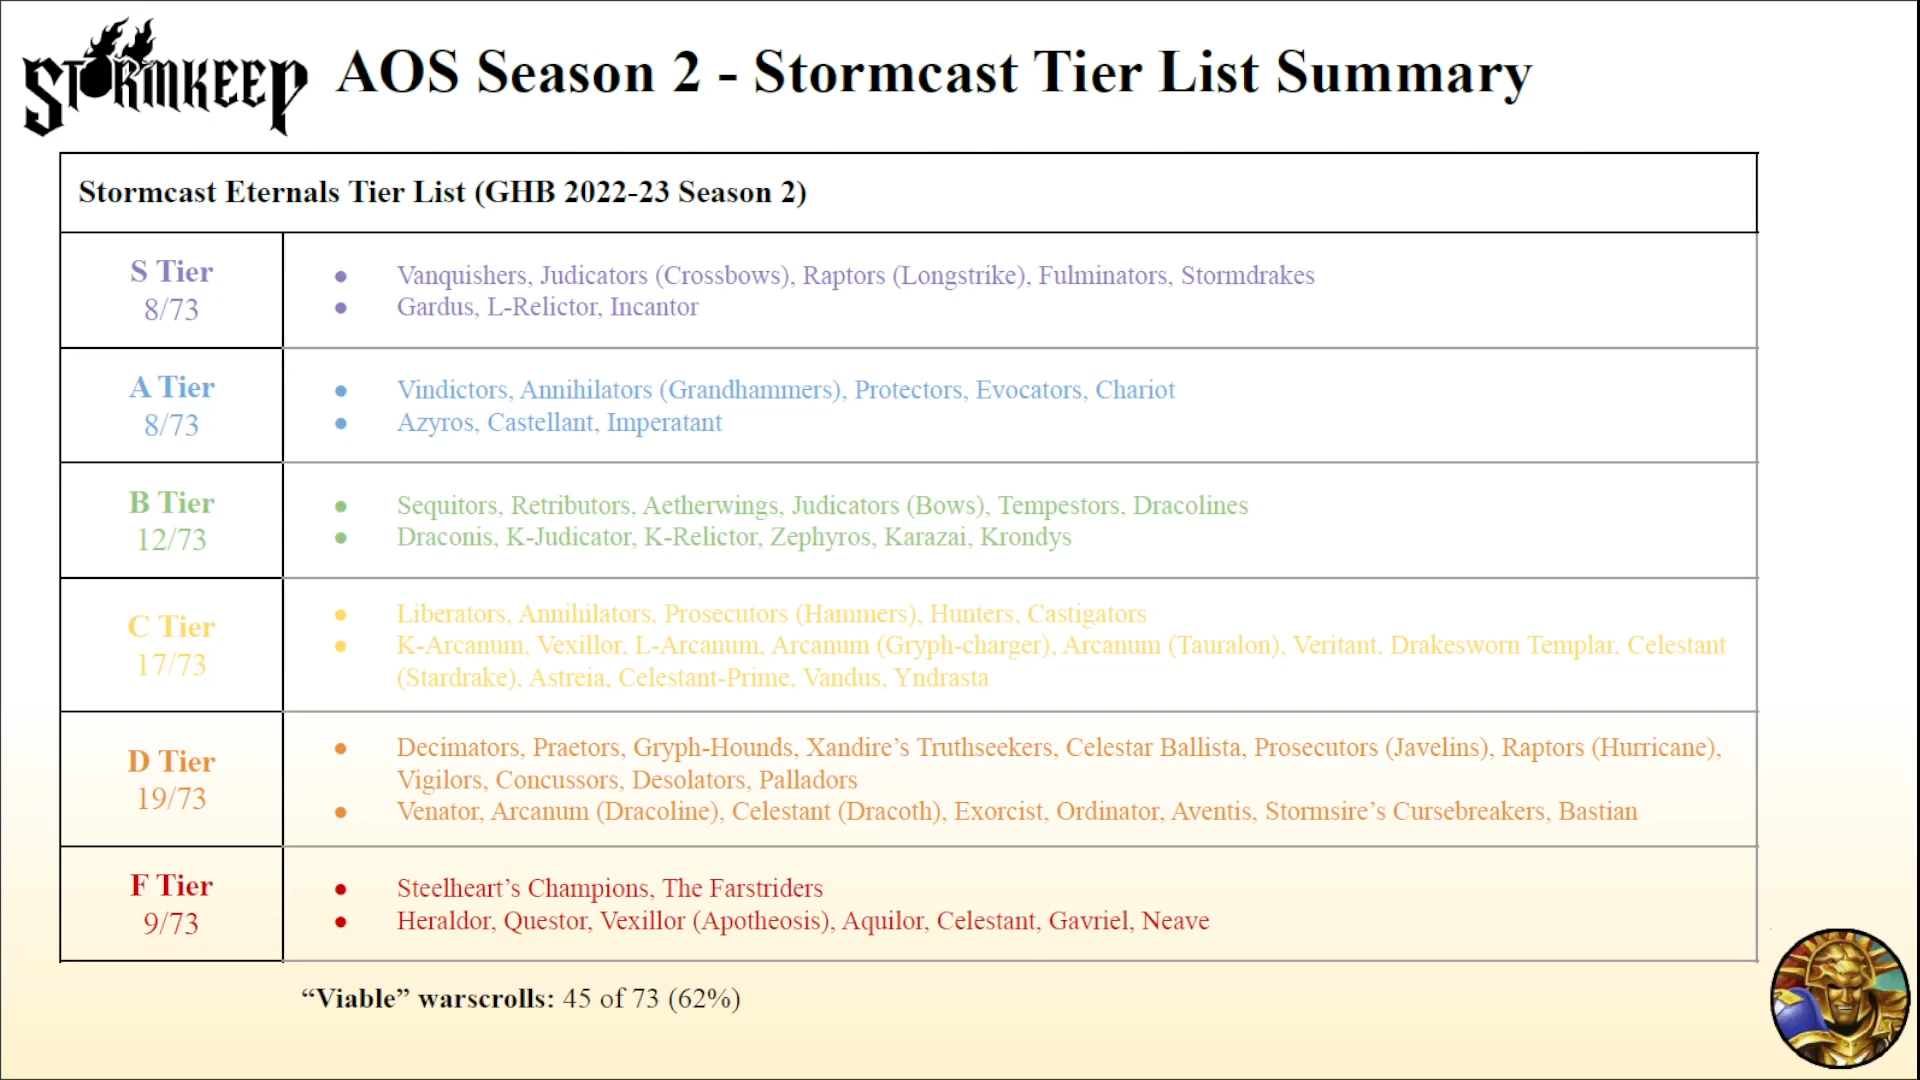 STORMKEEP
AOS Season 2 - Stormcast Tier List Summary
Stormcast Eternals Tier List (GHB 2022-23 Season 2)
S Tier
8/73
● Vanquishers, Judicators (Crossbows), Raptors (Longstrike), Fulminators, Stormdrakes
● Gardus, L-Relictor, Incantor
A Tier
8/73
● Vindictors, Annihilators (Grandhammers), Protectors, Evocators, Chariot
● Azyros, Castellant, Imperatant
B Tier
12/73
● Sequitors, Retributors, Aetherwings, Judicators (Bows), Tempestors, Dracolines
● Draconis, K-Judicator, K-Relictor, Zephyros, Karazai, Krondys
C Tier
17/73
● Liberators, Annihilators, Prosecutors (Hammers), Hunters, Castigators
● K-Arcanum, Vexillor, L-Arcanum, Arcanum (Gryph-charger), Arcanum (Tauralon), Veritant, Drakesworn Templar, Celestant
(Stardrake), Astreia, Celestant-Prime, Vandus, Yndrasta
D Tier
19/73
● Decimators, Praetors, Gryph-Hounds, Xandire’s Truthseekers, Celestar Ballista, Prosecutors (Javelins), Raptors (Hurricane),
Vigilors, Concussors, Desolators, Palladors
● Venator, Arcanum (Dracoline), Celestant (Dracoth), Exorcist, Ordinator, Aventis, Stormsire’s Cursebreakers, Bastian
F Tier
9/73
● Steelheart’s Champions, The Farstriders
● Heraldor, Questor, Vexillor (Apotheosis), Aquilor, Celestant, Gavriel, Neave
“Viable” warscrolls: 45 of 73 (62%)